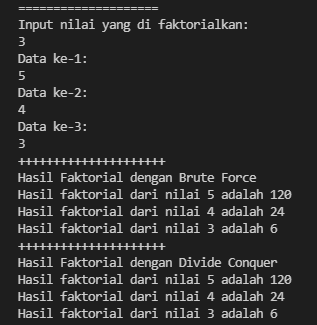 ====================
Input nilai yang di faktorialkan:
3
Data ke-1:
5
Data ke-2:
4
Data ke-3:
3
+++++++++++++++++++++
Hasil Faktorial dengan Brute Force
Hasil faktorial dari nilai 5 adalah 120
Hasil faktorial dari nilai 4 adalah 24
Hasil faktorial dari nilai 3 adalah 6
+++++++++++++++++++++
Hasil Faktorial dengan Divide Conquer
Hasil faktorial dari nilai 5 adalah 120
Hasil faktorial dari nilai 4 adalah 24
Hasil faktorial dari nilai 3 adalah 6